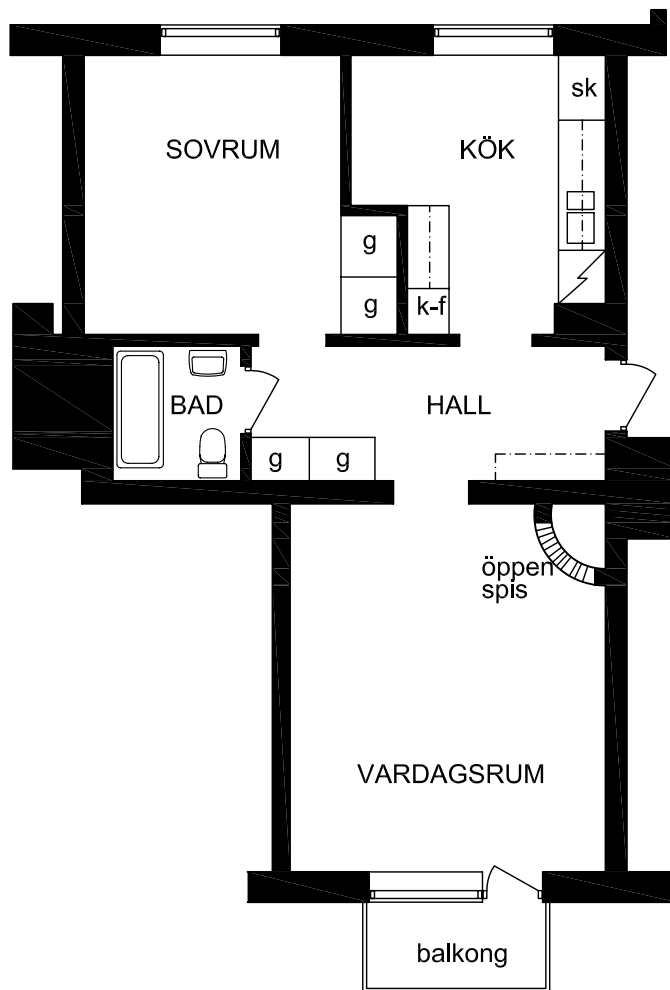 sk
SOVRUM
KÖK
g
g
k-f
BAD
HALL
g
g
öppen
spis
VARDAGSRUM
balkong